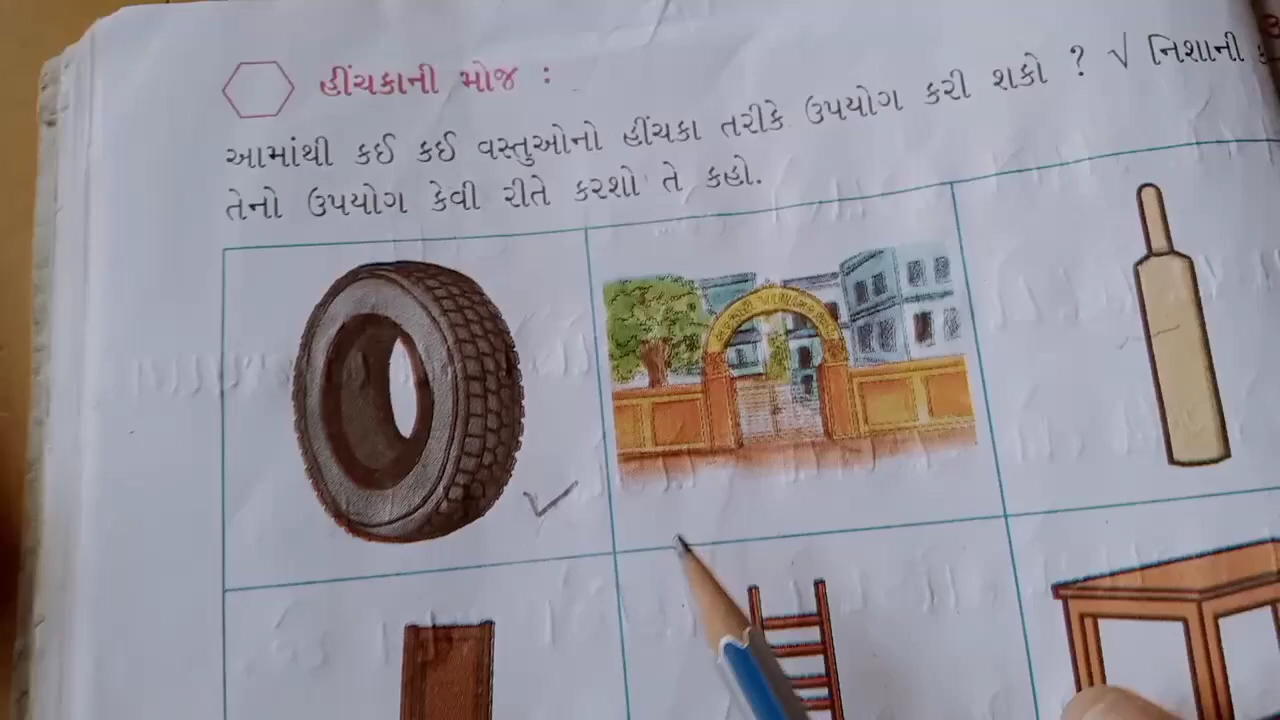 હીંચકાની મોજ :
આમાંથી કઈ કઈ વસ્તુઓનો હીંચકા તરીકે ઉપયોગ કરી શકો ? √ નિશાની
તેનો ઉપયોગ કેવી રીતે કરશો તે કહો.